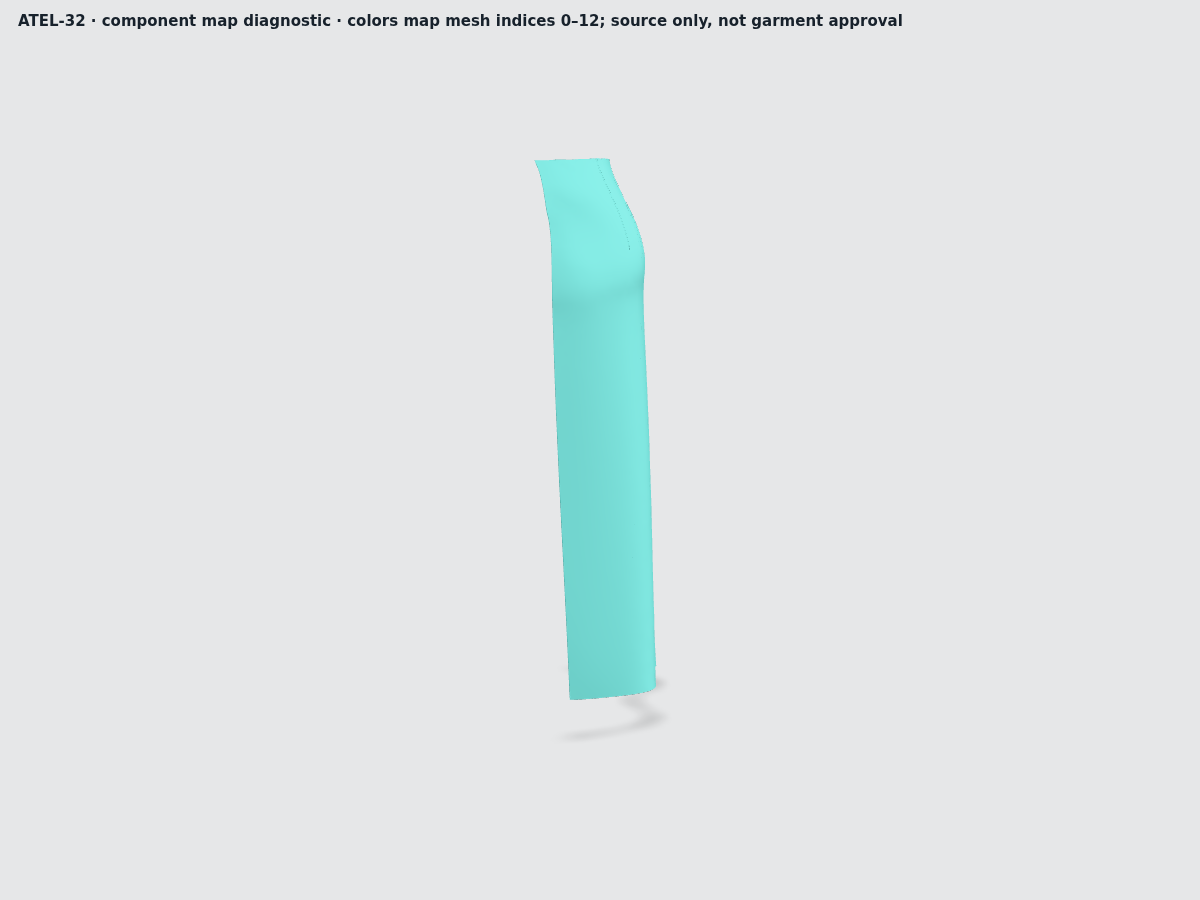 ATEL-32 · component map diagnostic · colors map mesh indices 0–12; source only, not garment approval